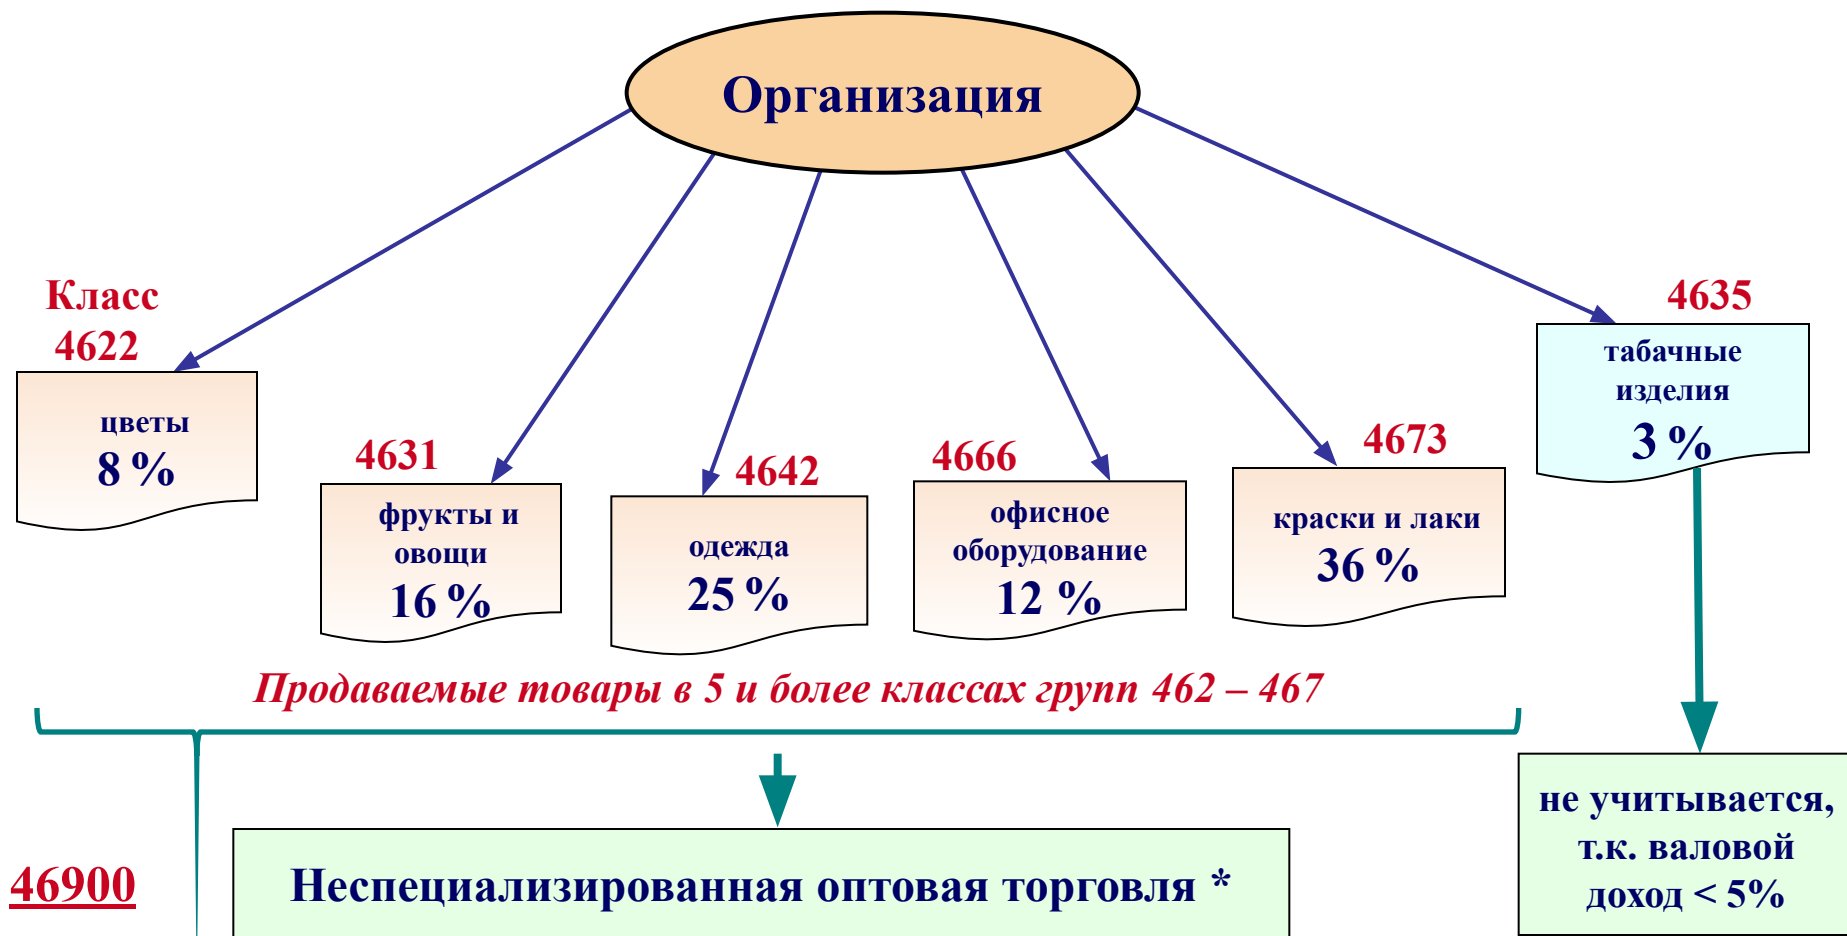 Организация
Класс
4622
цветы
8 %
4631
фрукты и
овощи
16 %
4642
одежда
25 %
4666
офисное
оборудование
12 %
4673
краски и лаки
36 %
4635
табачные
изделия
3 %
Продаваемые товары в 5 и более классах групп 462 – 467
46900
Неспециализированная оптовая торговля *
не учитывается,
т.к. валовой
доход < 5%